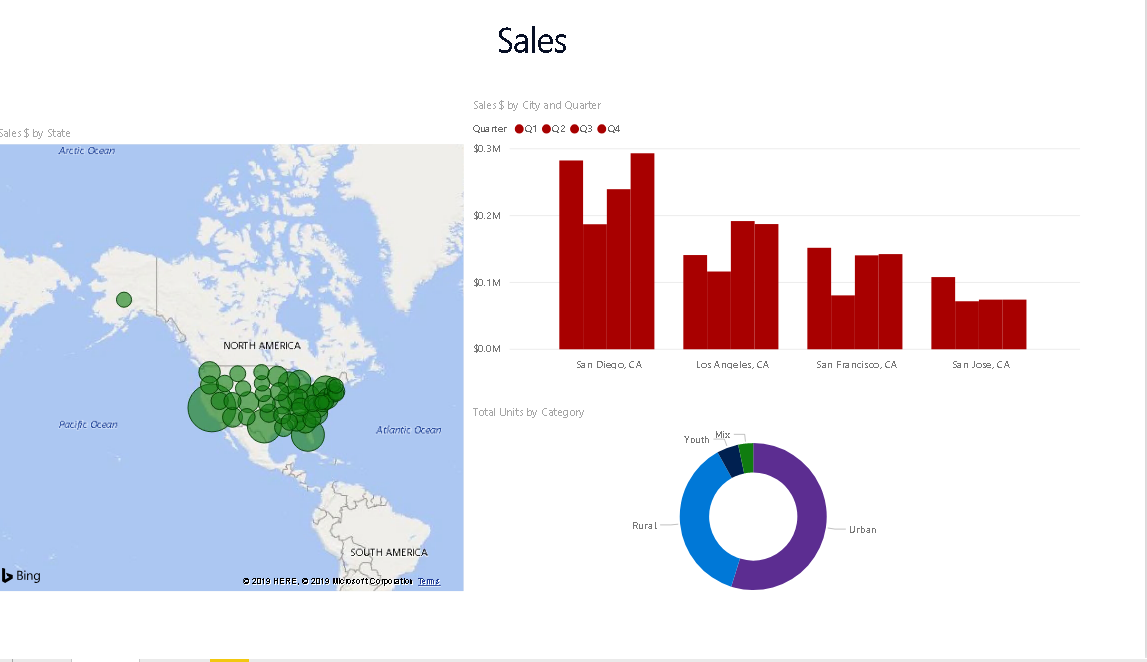 Sales
Sales $ by State
Arctic Ocean
NORTH AMERICA
Pacific Ocean
Atlantic Ocean
SOUTH AMERICA
Bing
© 2019 HERE, © 2019 Microsoft Corporation Terms
Sales $ by City and Quarter
Quarter Q1 Q2 Q3 Q4
$0.3M
$0.2M
$0.1M
$0.0M
San Diego, CA Los Angeles, CA San Francisco, CA San Jose, CA
Total Units by Category
Mix
Youth
Rural
Urban